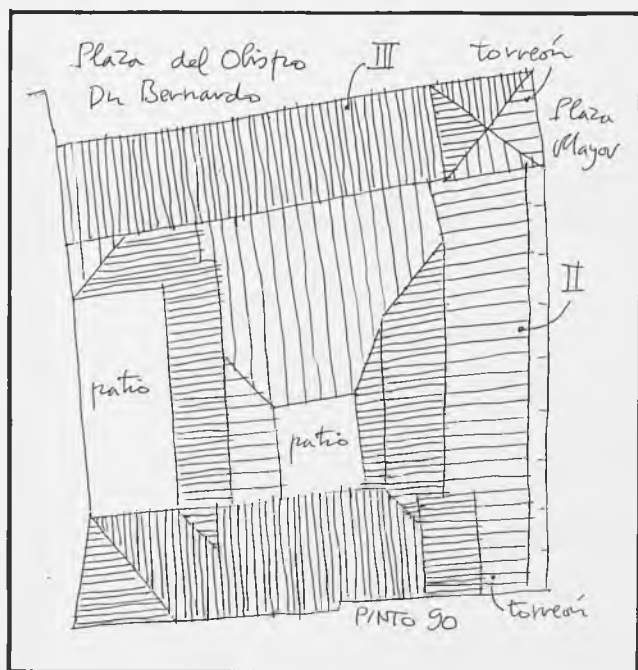 Plaza del Obispo
Dn Bernardo
III
torreón
Plaza
Mayor
II
patio
patio
PINTO 90
torreón